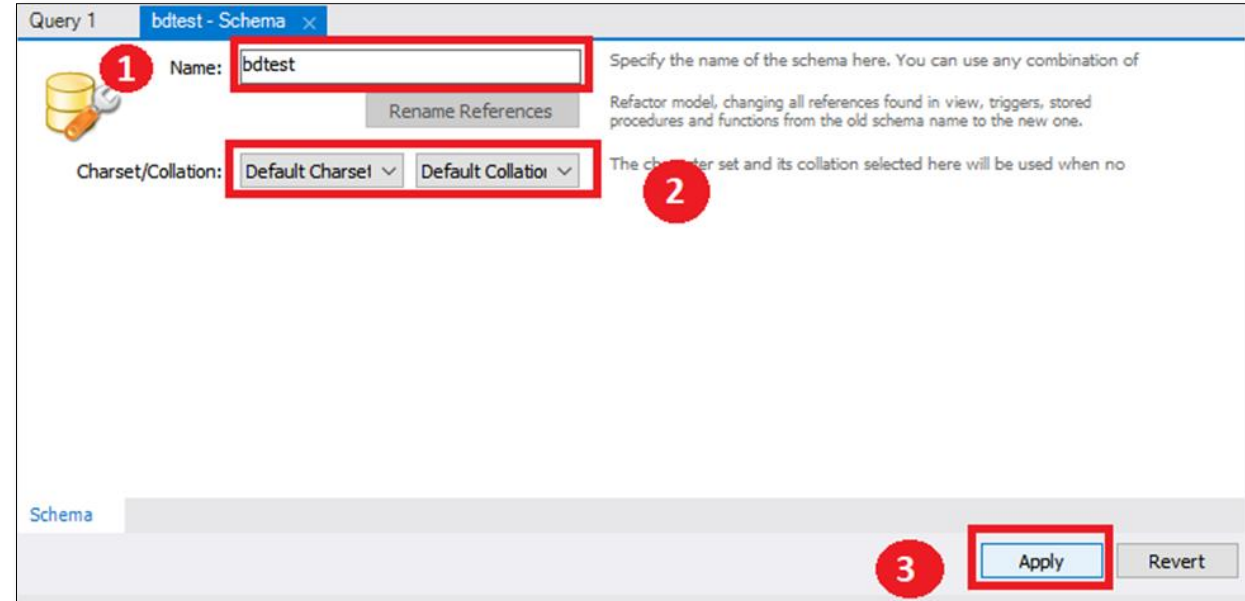 Query 1 bdtest - Schema ×
1 Name: bdtest Specify the name of the schema here. You can use any combination of
Rename References Refactor model, changing all references found in view, triggers, stored
procedures and functions from the old schema name to the new one.
Charset/Collation: Default Charset Default Collation The character set and its collation selected here will be used when no
2
Schema
3 Apply Revert